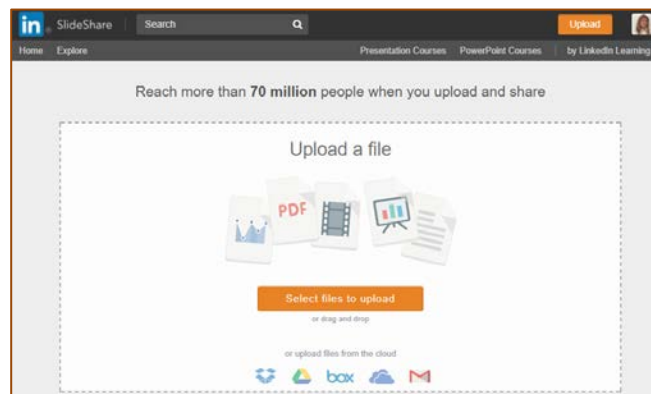 in SlideShare Search Upload
Home Explore Presentation Courses PowerPoint Courses by LinkedIn Learning
Reach more than 70 million people when you upload and share
Upload a file
PDF
Select files to upload
or drag and drop
or upload files from the cloud
box